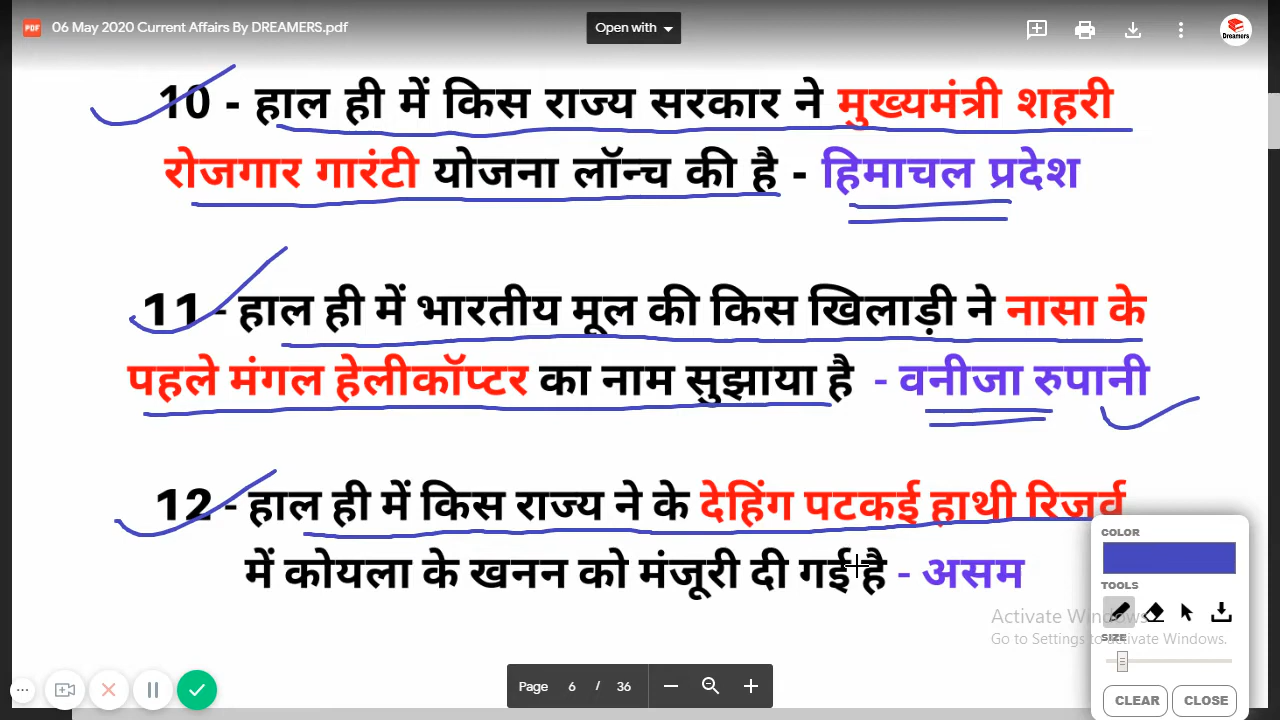 06 May 2020 Current Affairs By DREAMERS.pdf
Open with
Dreamers
10 - हाल ही में किस राज्य सरकार ने मुख्यमंत्री शहरी
रोजगार गारंटी योजना लॉन्च की है - हिमाचल प्रदेश
11 - हाल ही में भारतीय मूल की किस खिलाड़ी ने नासा के
पहले मंगल हेलीकॉप्टर का नाम सुझाया है - वनीजा रुपानी
12 - हाल ही में किस राज्य ने के देहिंग पटकई हाथी रिजर्व
में कोयला के खनन को मंजूरी दी गई है - असम
COLOR
TOOLS
Activate Windows
Go to Settings to activate Windows.
SIZE
CLEAR CLOSE
Page 6 / 36